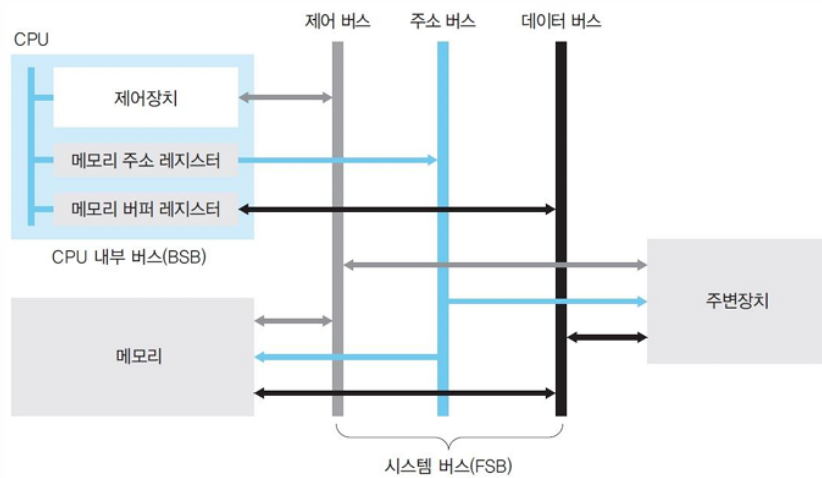 제어 버스
주소 버스
데이터 버스
CPU
제어장치
메모리 주소 레지스터
메모리 버퍼 레지스터
CPU 내부 버스(BSB)
주변장치
메모리
시스템 버스(FSB)